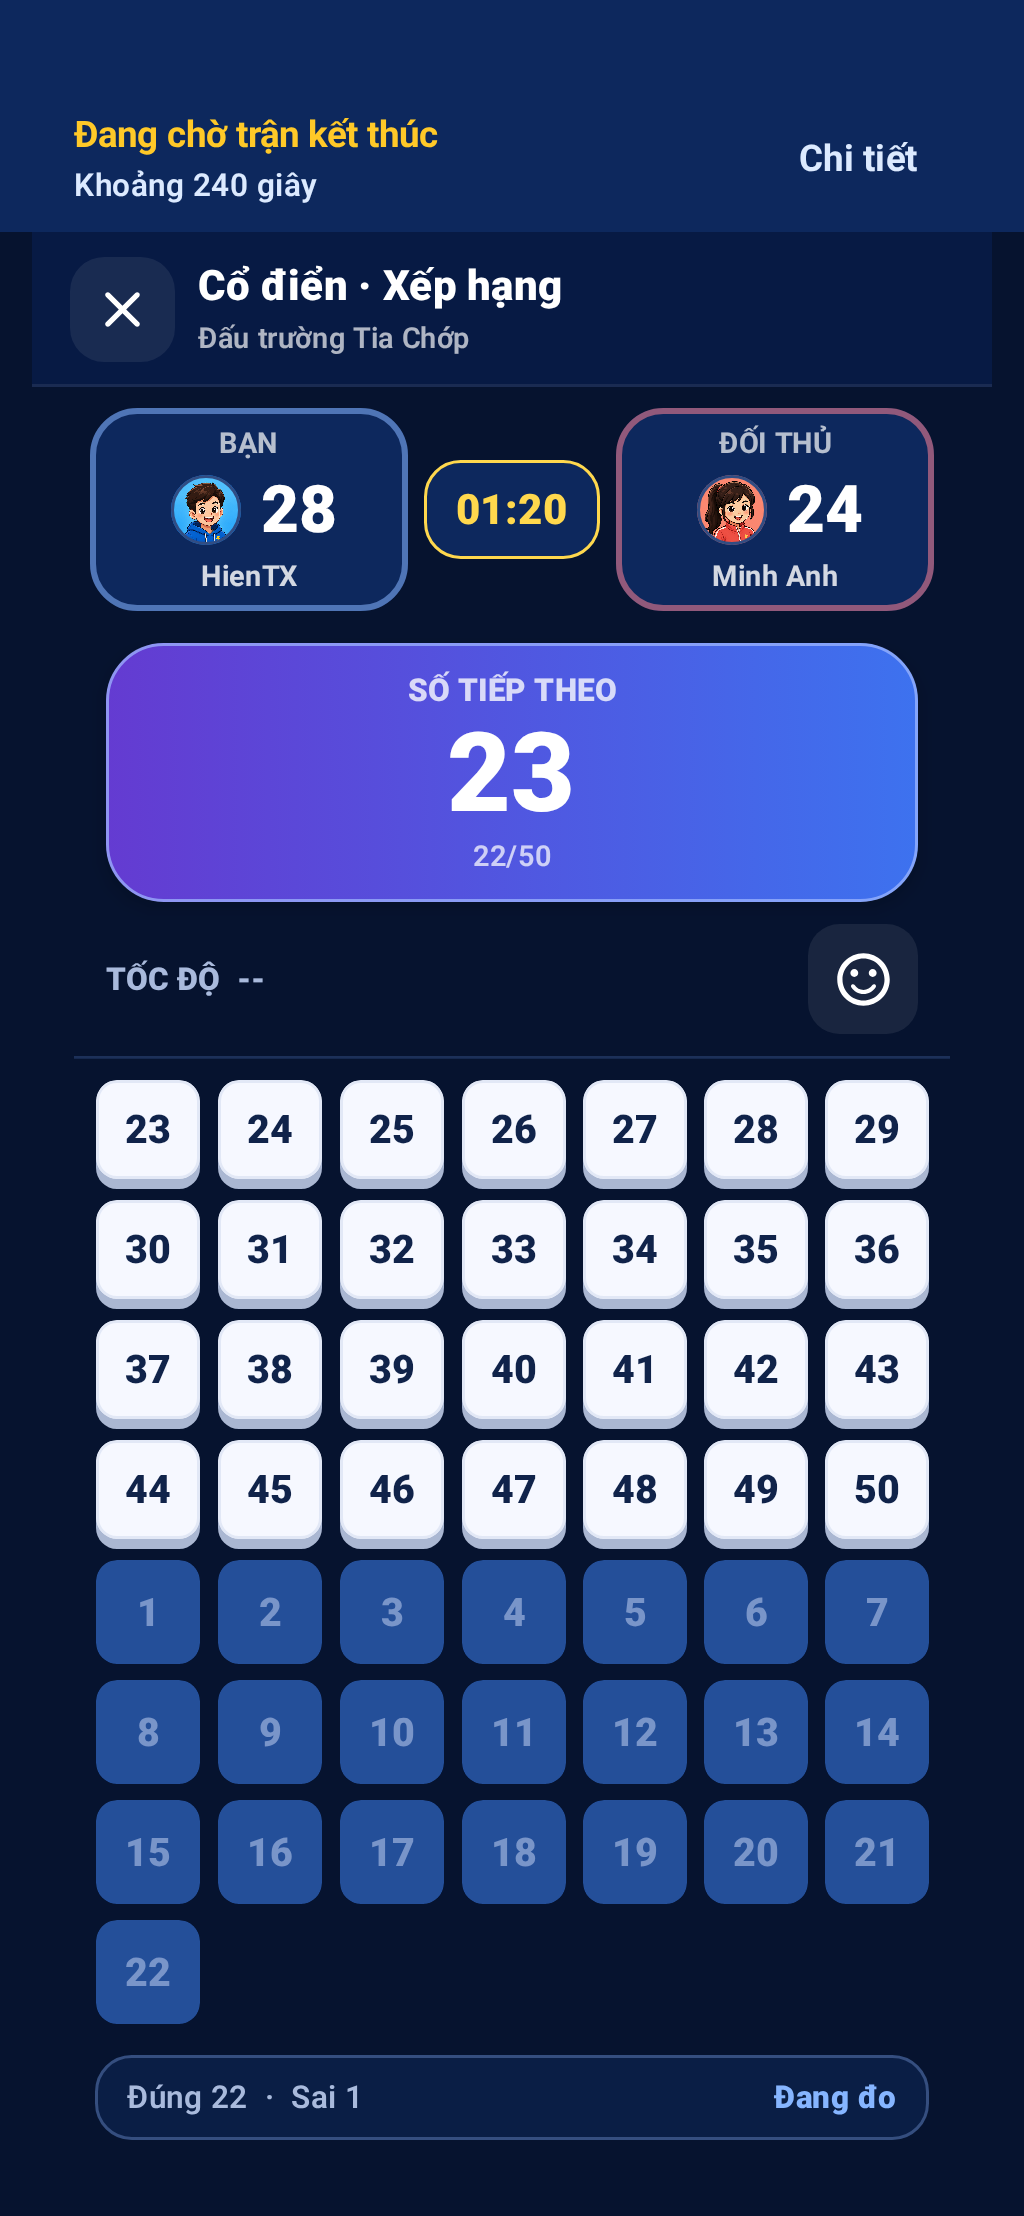 Đang chờ trận kết thúc
Khoảng 240 giây
Chi tiết
Cổ điển · Xếp hạng
Đấu trường Tia Chớp
BẠN
28
HienTX
01:20
ĐỐI THỦ
24
Minh Anh
SỐ TIẾP THEO
23
22/50
TỐC ĐỘ --
23 24 25 26 27 28 29
30 31 32 33 34 35 36
37 38 39 40 41 42 43
44 45 46 47 48 49 50
1 2 3 4 5 6 7
8 9 10 11 12 13 14
15 16 17 18 19 20 21
22
Đúng 22 · Sai 1
Đang đo